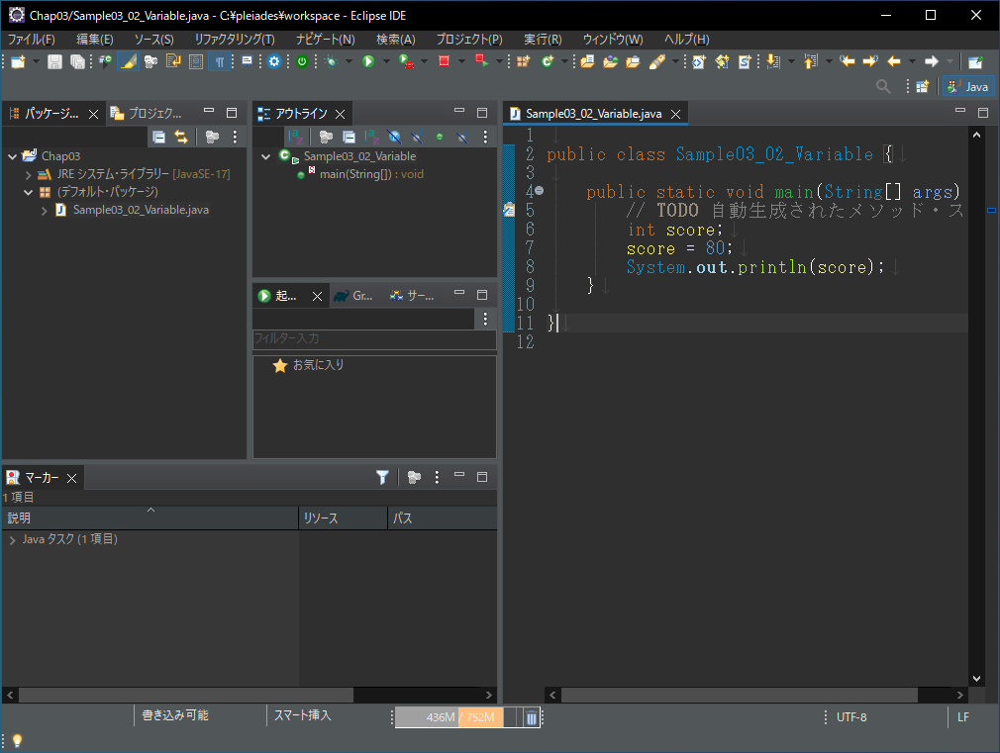 Chap03/Sample03_02_Variable.java - C:¥pleiades¥workspace - Eclipse IDE
ファイル(F) 編集(E) ソース(S) リファクタリング(T) ナビゲート(N) 検索(A) プロジェクト(P) 実行(R) ウィンドウ(W) ヘルプ(H)
Java
パッケージ... プロジェク...
Chap03
JRE システム・ライブラリー [JavaSE-17]
(デフォルト・パッケージ)
Sample03_02_Variable.java
アウトライン
Sample03_02_Variable
main(String[]) : void
起... Gr... サー...
フィルター入力
お気に入り
Sample03_02_Variable.java
1
2 public class Sample03_02_Variable {
3
4 public static void main(String[] args)
5 // TODO 自動生成されたメソッド・ス
6 int score;
7 score = 80;
8 System.out.println(score);
9 }
10
11 }
12
マーカー
1 項目
説明 リソース パス
Java タスク (1 項目)
書き込み可能 スマート挿入 436M / 752M UTF-8 LF